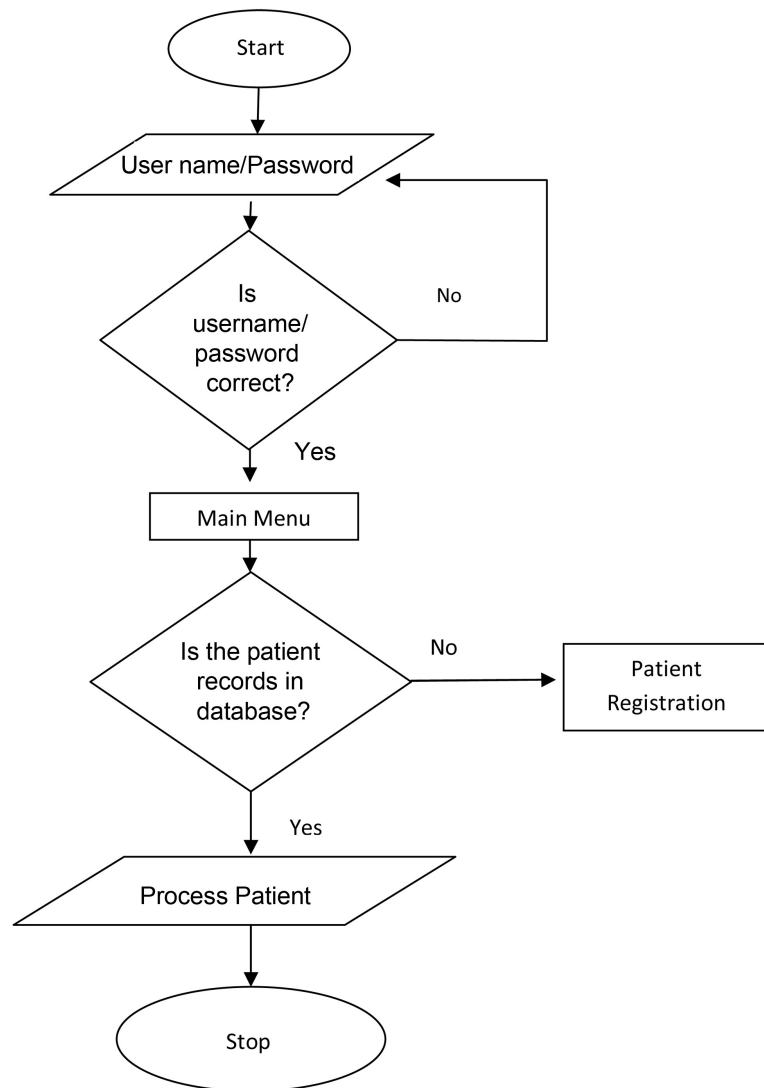 Start
User name/Password
No
Is
username/
password
correct?
Yes
Main Menu
No
Is the patient
records in
database?
Patient
Registration
Yes
Process Patient
Stop